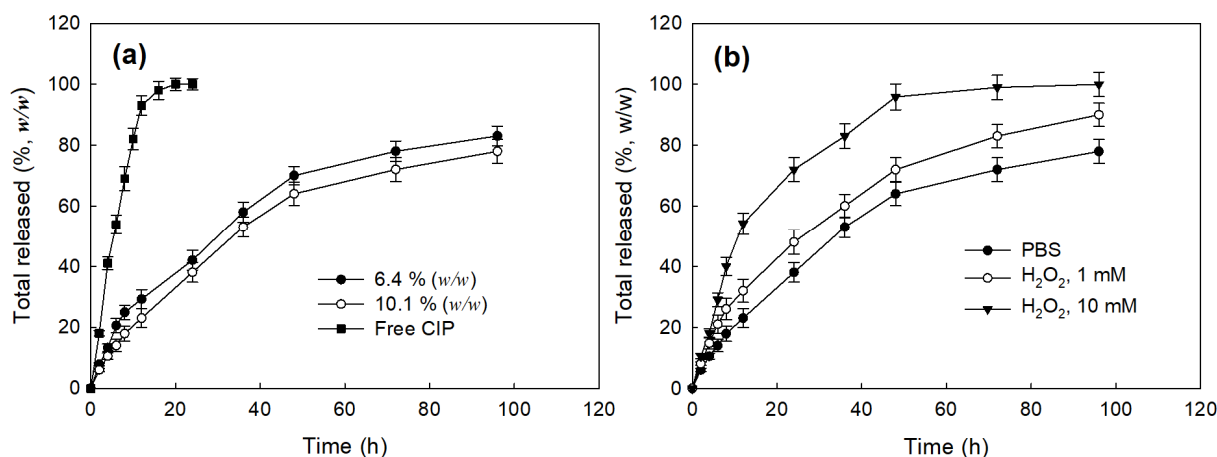 (a)
Total released (%, w/w)
120
100
80
60
40
20
0
6.4 % (w/w)
10.1 % (w/w)
Free CIP
0 20 40 60 80 100 120
Time (h)
(b)
Total released (%, w/w)
120
100
80
60
40
20
0
PBS
H₂O₂, 1 mM
H₂O₂, 10 mM
0 20 40 60 80 100 120
Time (h)